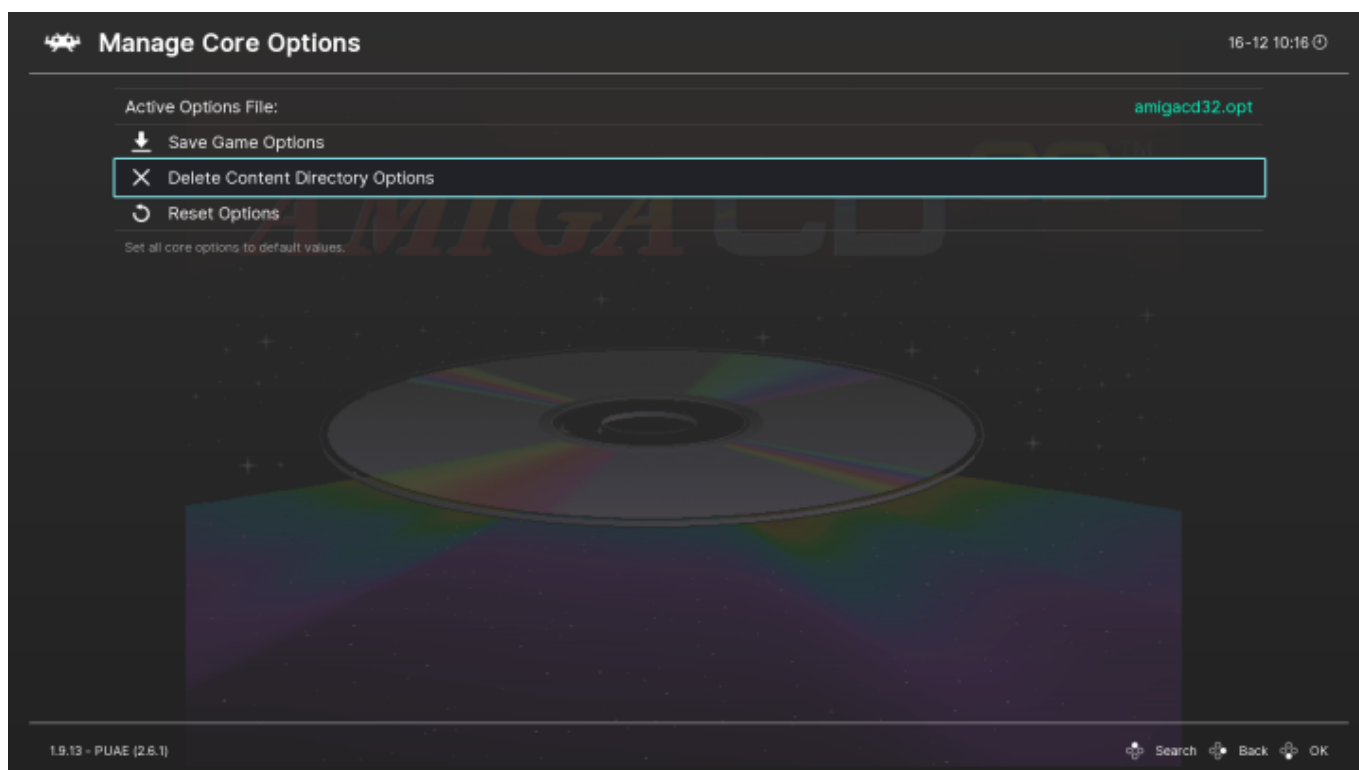 Manage Core Options
16-12 10:16
Active Options File: amigacd32.opt
Save Game Options
Delete Content Directory Options
Reset Options
Set all core options to default values.
AMIGA CD32™
1.9.13 - PUAE (2.6.1)
Search Back OK